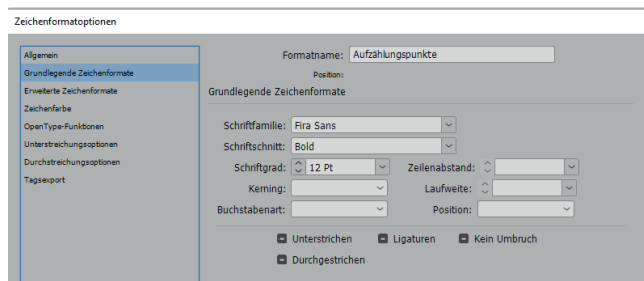 Zeichenformatoptionen
Allgemein
Grundlegende Zeichenformate
Erweiterte Zeichenformate
Zeichenfarbe
OpenType-Funktionen
Unterstreichungsoptionen
Durchstreichungsoptionen
Tagsexport
Formatname: Aufzählungspunkte
Position:
Grundlegende Zeichenformate
Schriftfamilie: Fira Sans
Schriftschnitt: Bold
Schriftgrad: 12 Pt Zeilenabstand:
Kerning: Laufweite:
Buchstabenart: Position:
Unterstrichen Ligaturen Kein Umbruch
Durchgestrichen